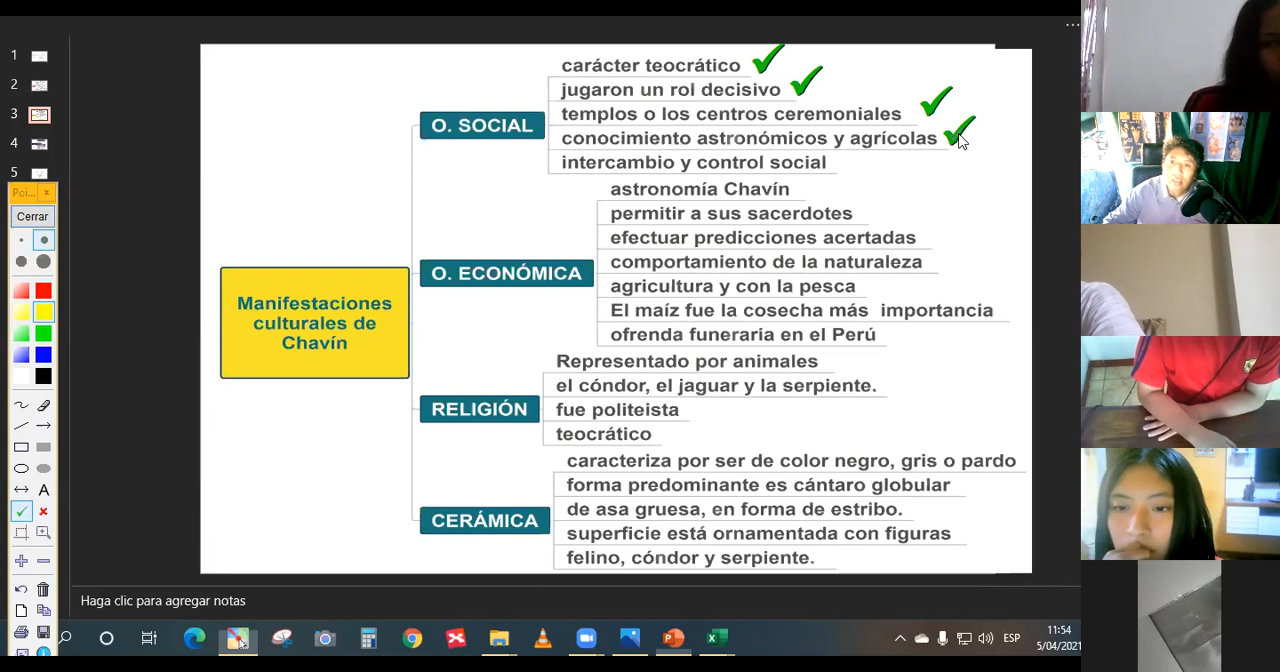 1
2
3
4
5
Poi...
Cerrar
A
Manifestaciones
culturales de
Chavín
O. SOCIAL
carácter teocrático
jugaron un rol decisivo
templos o los centros ceremoniales
conocimiento astronómicos y agrícolas
intercambio y control social
O. ECONÓMICA
astronomía Chavín
permitir a sus sacerdotes
efectuar predicciones acertadas
comportamiento de la naturaleza
agricultura y con la pesca
El maíz fue la cosecha más importancia
ofrenda funeraria en el Perú
RELIGIÓN
Representado por animales
el cóndor, el jaguar y la serpiente.
fue politeista
teocrático
CERÁMICA
caracteriza por ser de color negro, gris o pardo
forma predominante es cántaro globular
de asa gruesa, en forma de estribo.
superficie está ornamentada con figuras
felino, cóndor y serpiente.
Haga clic para agregar notas
ESP
11:54
5/04/2021